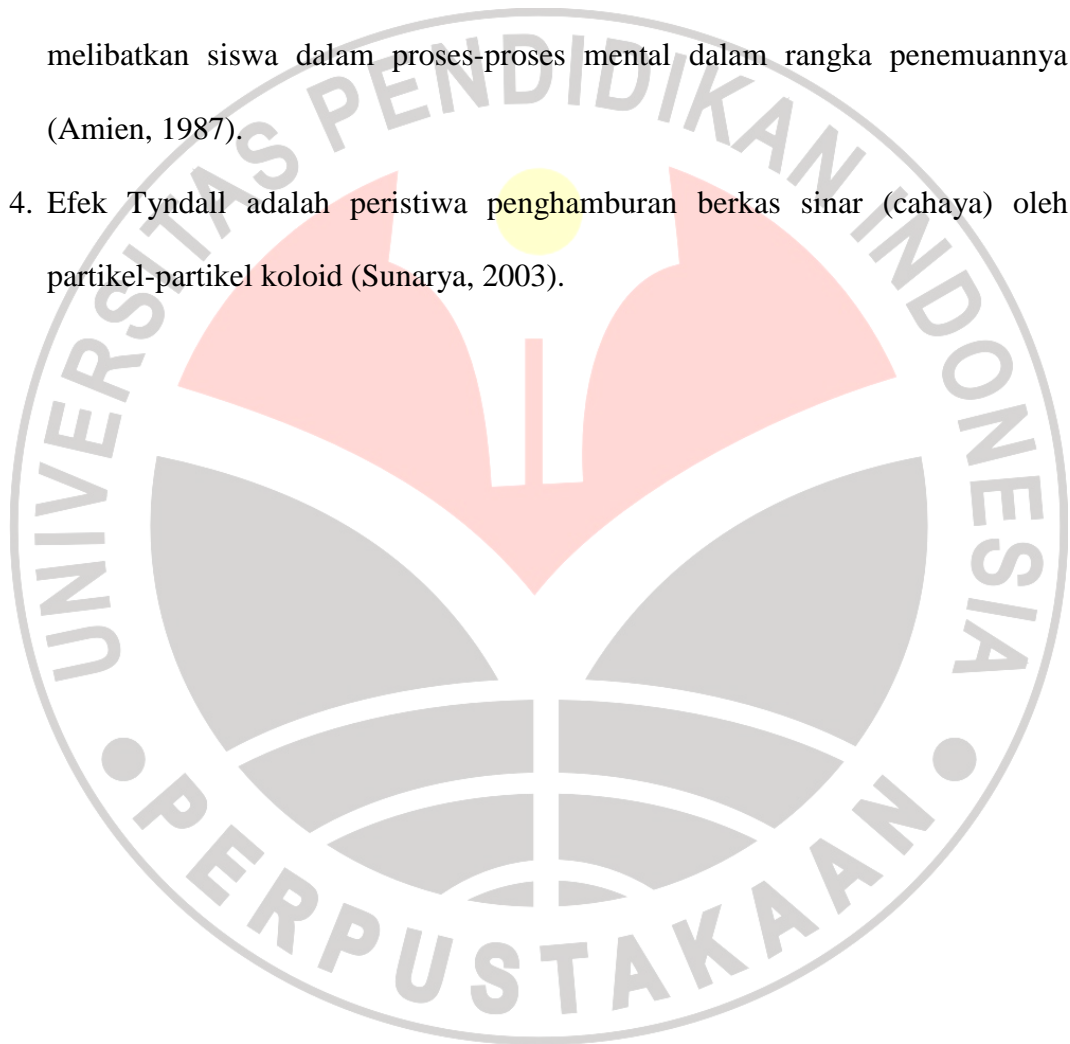 melibatkan siswa dalam proses-proses mental dalam rangka penemuannya
(Amien, 1987).
4. Efek Tyndall adalah peristiwa penghamburan berkas sinar (cahaya) oleh
partikel-partikel koloid (Sunarya, 2003).
UNIVERSITAS PENDIDIKAN INDONESIA
PERPUSTAKAAN